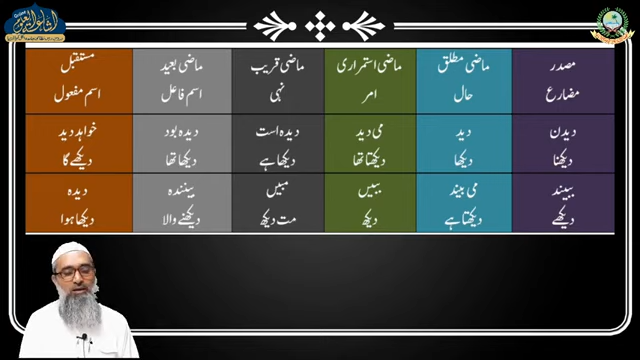 مصدر ماضی مطلق ماضی استمراری ماضی قریب ماضی بعید مستقبل
مضارع حال امر نہی اسم فاعل اسم مفعول
دیدن دید می دید دیدہ است دیدہ بود خواہد دید
دیکھنا دیکھا دیکھتا تھا دیکھا ہے دیکھا تھا دیکھے گا
ببیند می بیند ببیں مبیں بینندہ دیدہ
دیکھے دیکھتا ہے دیکھ مت دیکھ دیکھنے والا دیکھا ہوا